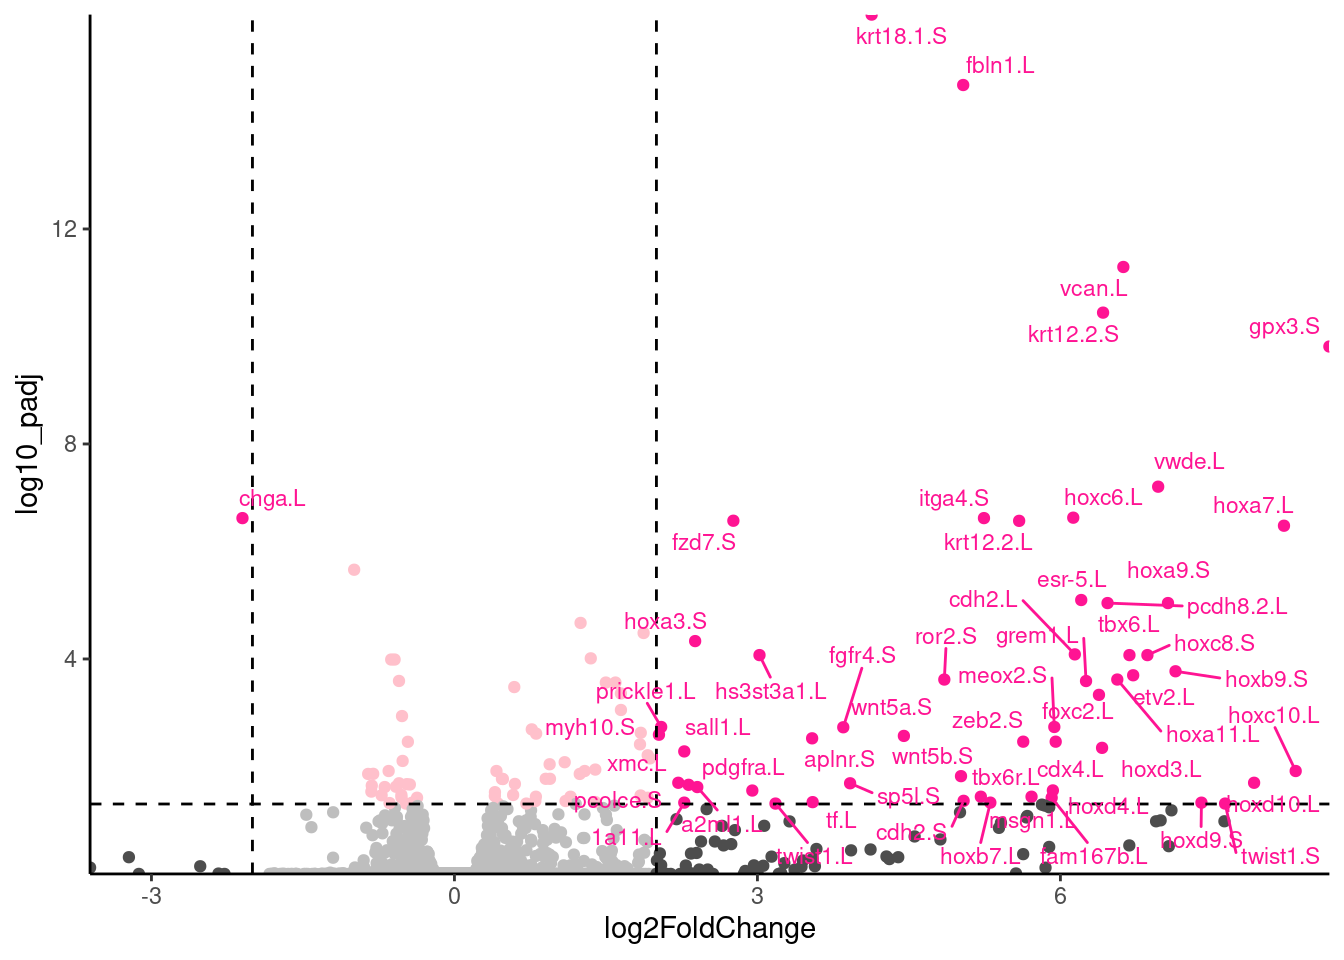 krt18.1.S
fbln1.L
12
vcan.L
gpx3.S
krt12.2.S
log10_padj
8
vwde.L
chga.L
itga4.S
hoxc6.L
hoxa7.L
fzd7.S
krt12.2.L
hoxa9.S
esr-5.L
cdh2.L
pcdh8.2.L
hoxa3.S
tbx6.L
ror2.S
grem1.L
hoxc8.S
4
fgfr4.S
meox2.S
hoxb9.S
prickle1.L
hs3st3a1.L
etv2.L
wnt5a.S
foxc2.L
hoxc10.L
myh10.S
sall1.L
zeb2.S
hoxa11.L
aplnr.S
wnt5b.S
xmc.L
pdgfra.L
cdx4.L
hoxd3.L
tbx6r.L
pcolce.S
sp5l.S
hoxd4.L
hoxd10.L
a2ml1.L
tf.L
msgn1.L
1a11.L
cdh2.S
hoxd9.S
twist1.L
hoxb7.L
fam167b.L
twist1.S
-3
0
3
6
log2FoldChange